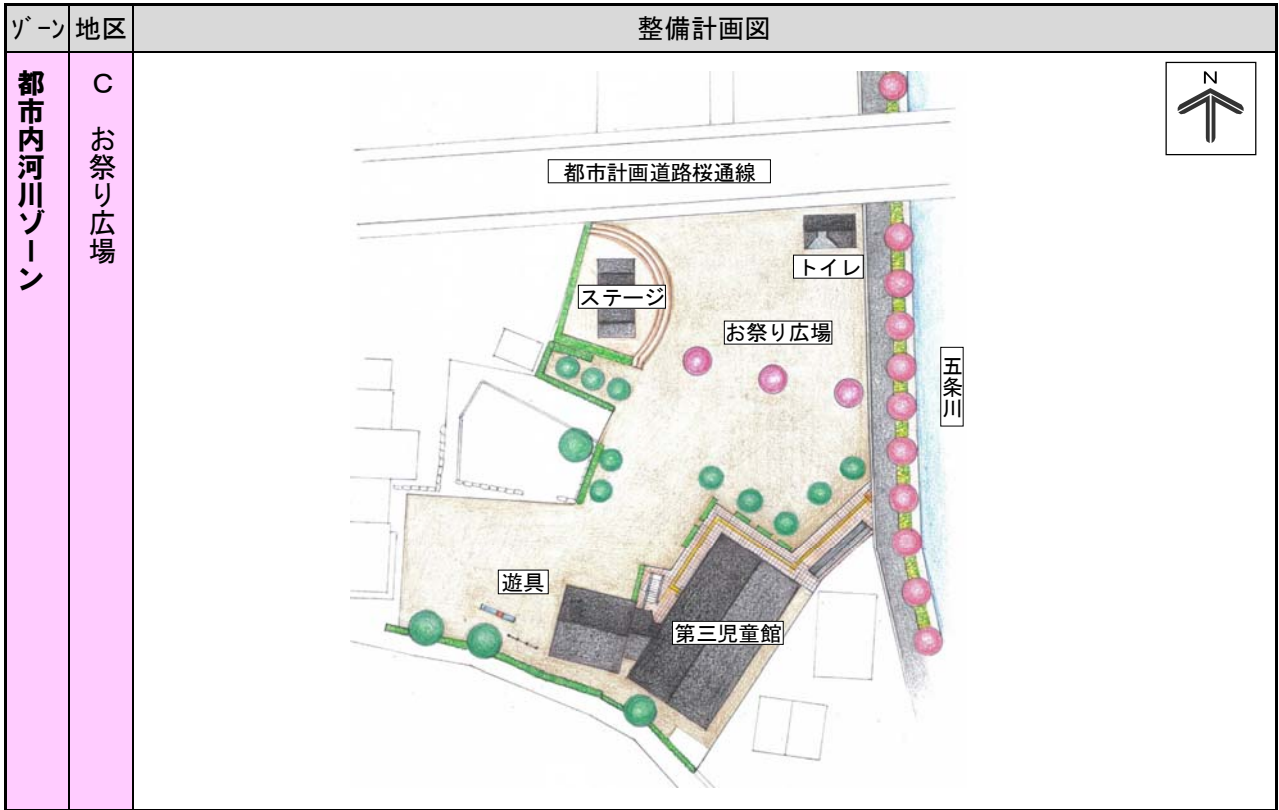 ｿﾞｰﾝ
地区
整備計画図
都市内河川ゾーン
C お祭り広場
N
都市計画道路桜通線
トイレ
ステージ
お祭り広場
五条川
遊具
第三児童館